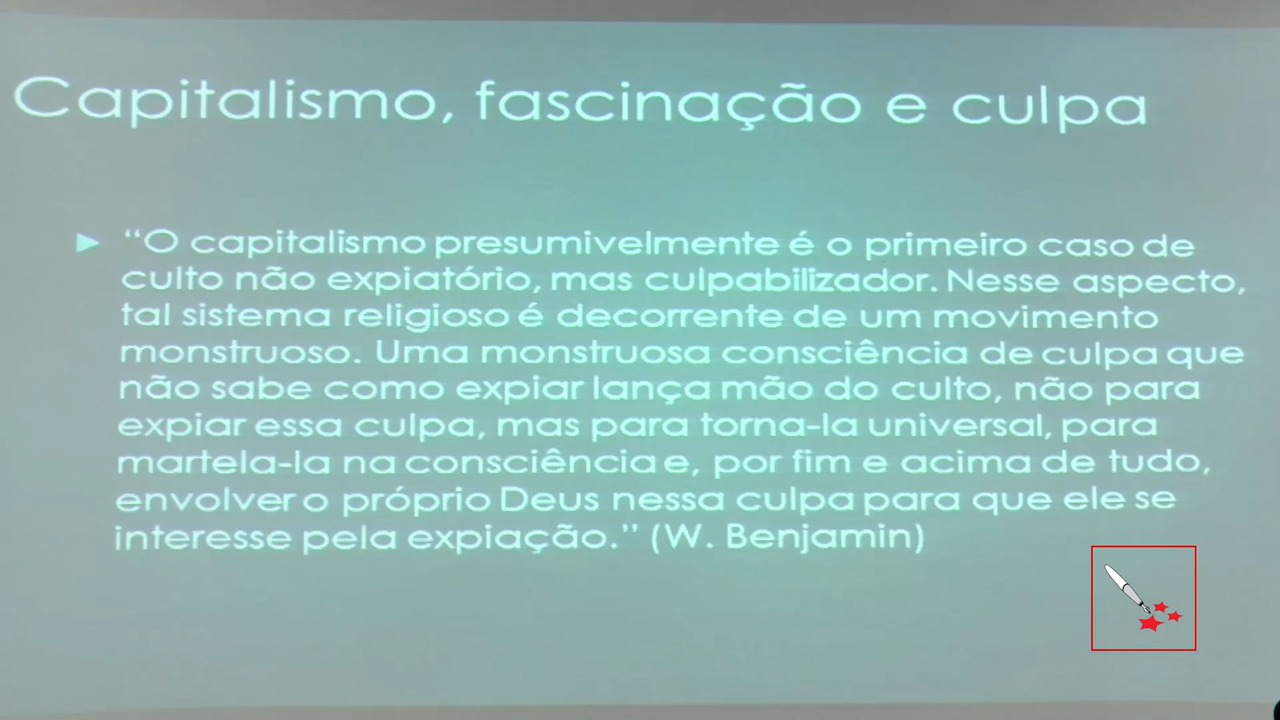 Capitalismo, fascinação e culpa
► “O capitalismo presumivelmente é o primeiro caso de
culto não expiatório, mas culpabilizador. Nesse aspecto,
tal sistema religioso é decorrente de um movimento
monstruoso. Uma monstruosa consciência de culpa que
não sabe como expiar lança mão do culto, não para
expiar essa culpa, mas para torna-la universal, para
martela-la na consciência e, por fim e acima de tudo,
envolver o próprio Deus nessa culpa para que ele se
interesse pela expiação.” (W. Benjamin)